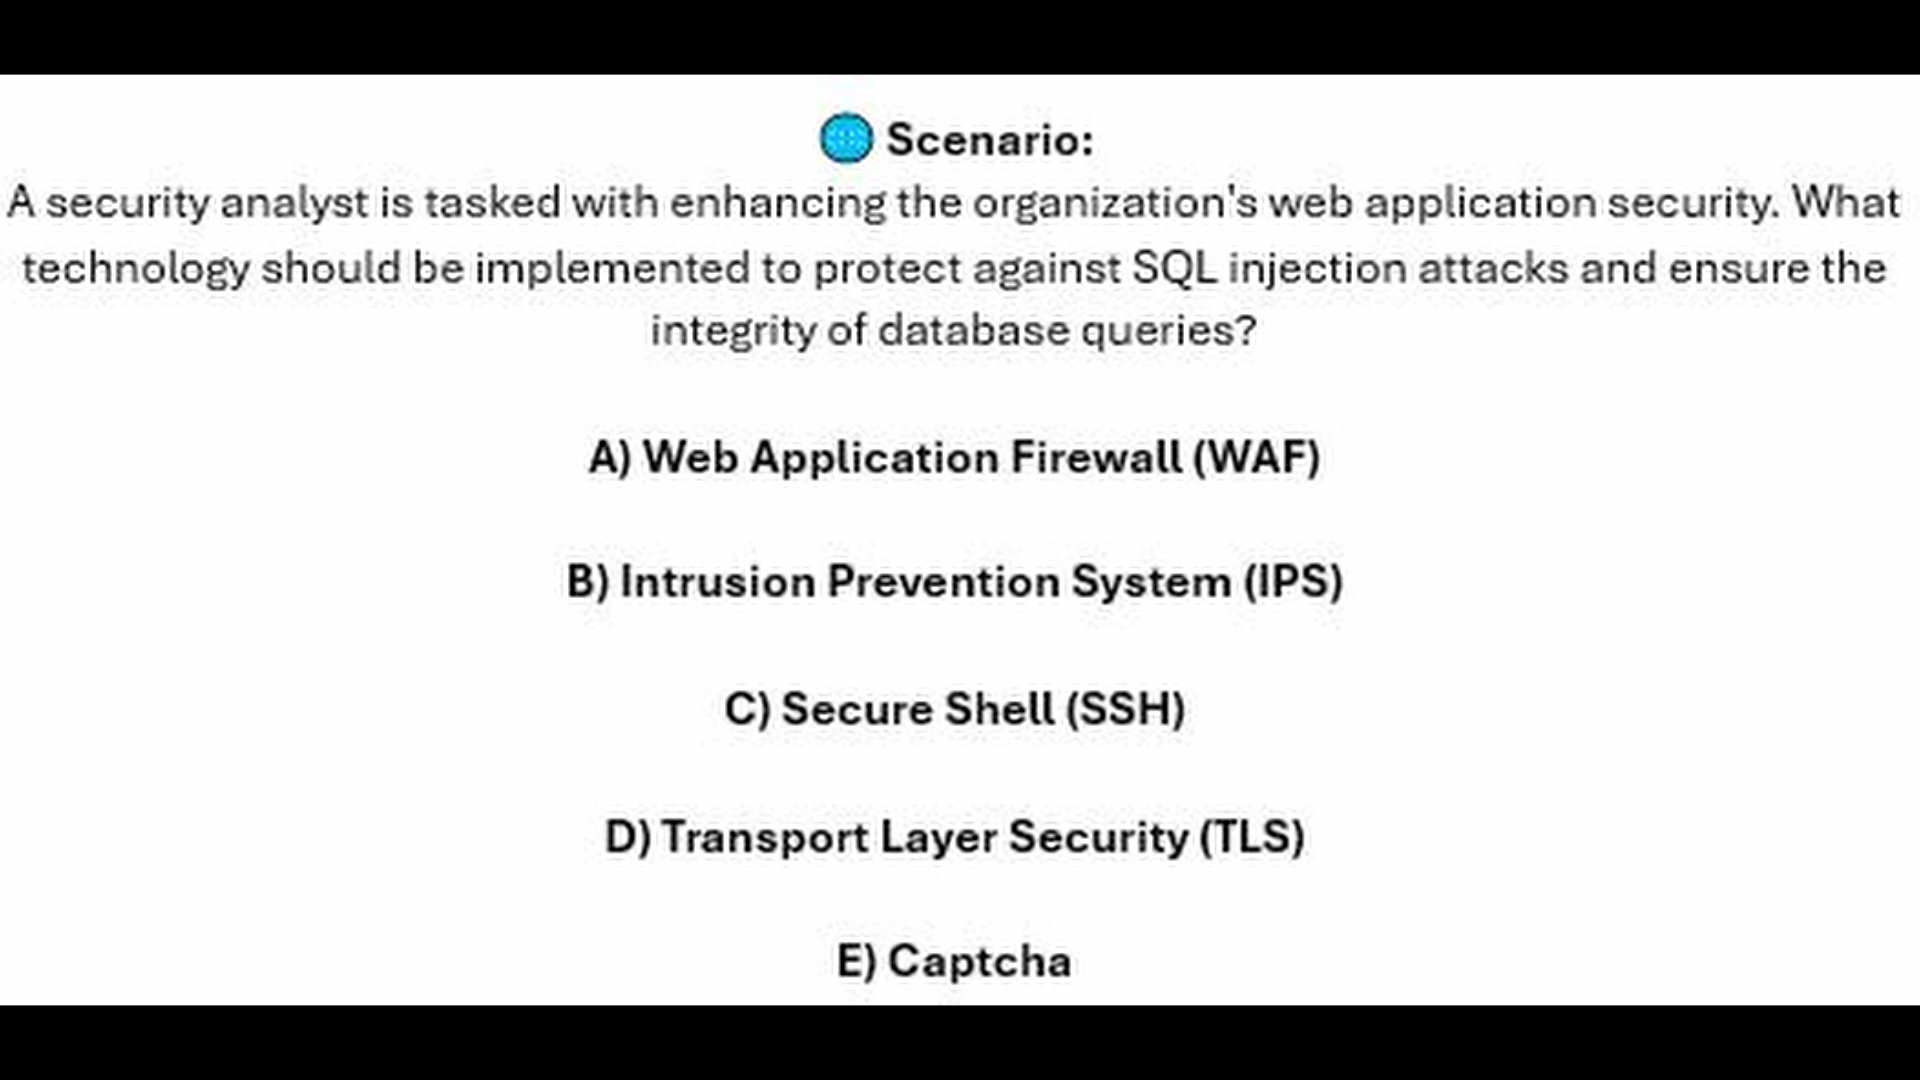 Scenario:
A security analyst is tasked with enhancing the organization's web application security. What
technology should be implemented to protect against SQL injection attacks and ensure the
integrity of database queries?
A) Web Application Firewall (WAF)
B) Intrusion Prevention System (IPS)
C) Secure Shell (SSH)
D) Transport Layer Security (TLS)
E) Captcha